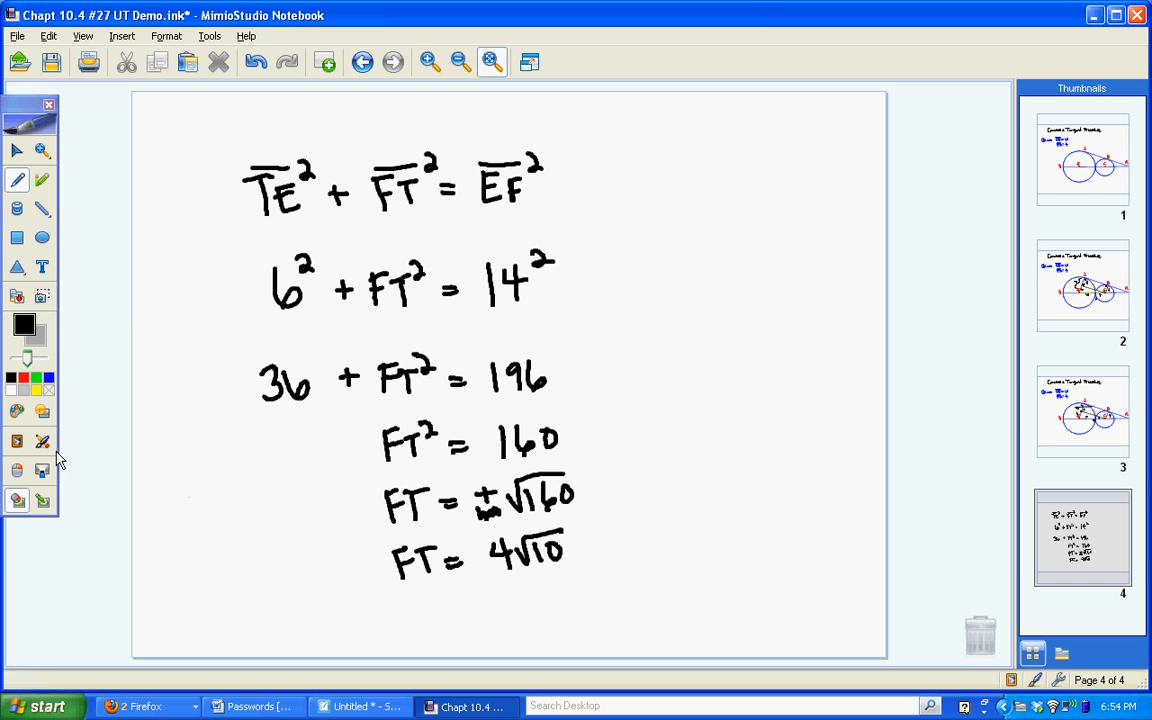 Chapt 10.4 #27 UT Demo.ink* - MimioStudio Notebook
File Edit View Insert Format Tools Help
Thumbnails
TE² + FT² = EF²
6² + FT² = 14²
36 + FT² = 196
FT² = 160
FT = ±√160
FT = 4√10
1
2
3
4
Page 4 of 4
start 2 Firefox Passwords [... Untitled * - S... Chapt 10.4 ... Search Desktop 6:54 PM